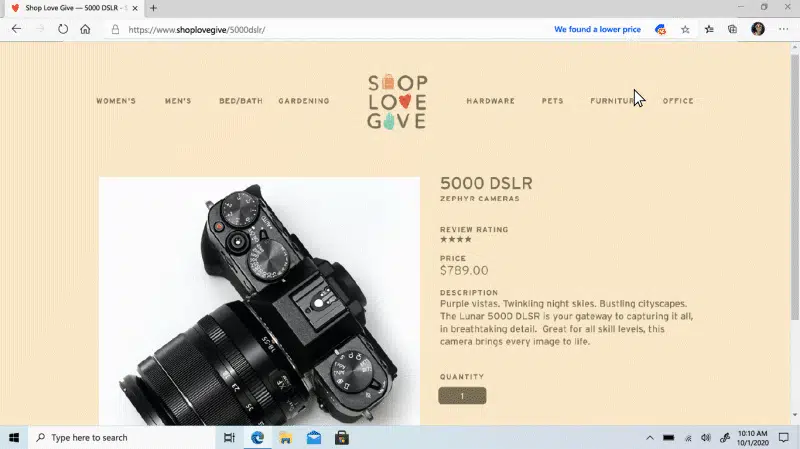 Shop Love Give — 5000 DSLR - S
https://www.shoplovegive/5000dslr/
We found a lower price
WOMEN'S MEN'S BED/BATH GARDENING
SHOP
LOVE
GIVE
HARDWARE PETS FURNITURE OFFICE
5000 DSLR
ZEPHYR CAMERAS
REVIEW RATING
★★★★
PRICE
$789.00
DESCRIPTION
Purple vistas. Twinkling night skies. Bustling cityscapes.
The Lunar 5000 DLSR is your gateway to capturing it all,
in breathtaking detail. Great for all skill levels, this
camera brings every image to life.
QUANTITY
1
18-55
35
23
Type here to search
10:10 AM
10/1/2020